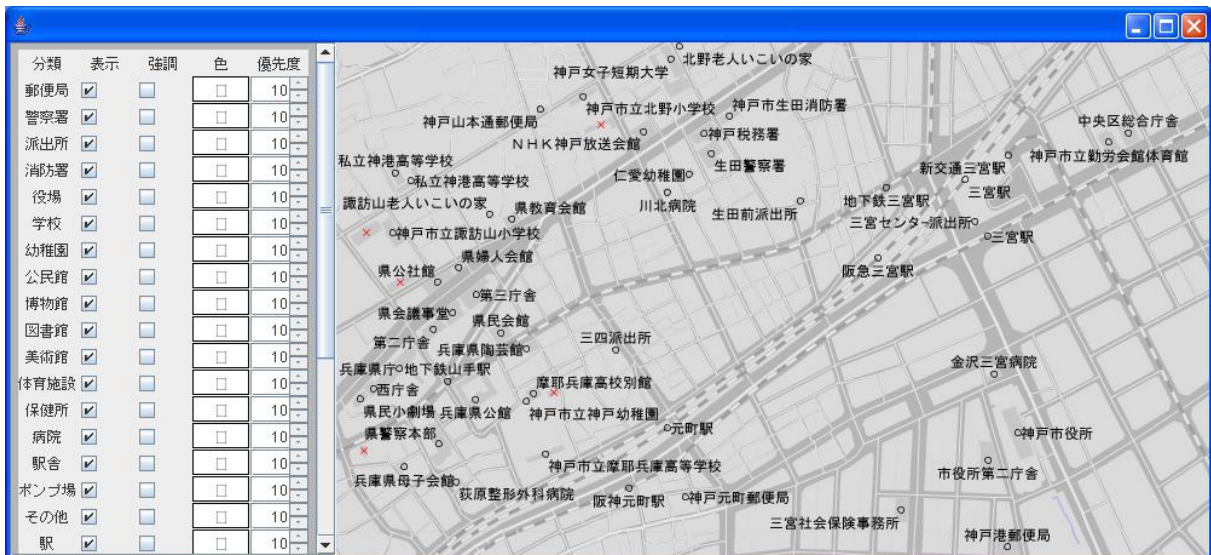 分類 表示 強調 色 優先度
郵便局 10
警察署 10
派出所 10
消防署 10
役場 10
学校 10
幼稚園 10
公民館 10
博物館 10
図書館 10
美術館 10
体育施設 10
保健所 10
病院 10
駅舎 10
ポンプ場 10
その他 10
駅 10
北野老人いこいの家
神戸女子短期大学
神戸市立北野小学校
神戸市生田消防署
神戸山本通郵便局
中央区総合庁舎
神戸税務署
NHK神戸放送会館
神戸市立勤労会館体育館
私立神港高等学校
生田警察署
新交通三宮駅
私立神港高等学校
仁愛幼稚園
三宮駅
諏訪山老人いこいの家
県教育会館
川北病院
生田前派出所
地下鉄三宮駅
三宮センター派出所
神戸市立諏訪山小学校
三宮駅
県婦人会館
県公社館
阪急三宮駅
第三庁舎
県会議事堂
県民会館
第二庁舎
兵庫県陶芸館
三四派出所
兵庫県庁
地下鉄山手駅
金沢三宮病院
西庁舎
摩耶兵庫高校別館
県民小劇場
兵庫県公館
神戸市立神戸幼稚園
県警察本部
元町駅
神戸市役所
神戸市立摩耶兵庫高等学校
市役所第二庁舎
兵庫県母子会館
荻原整形外科病院
阪神元町駅
神戸元町郵便局
三宮社会保険事務所
神戸港郵便局